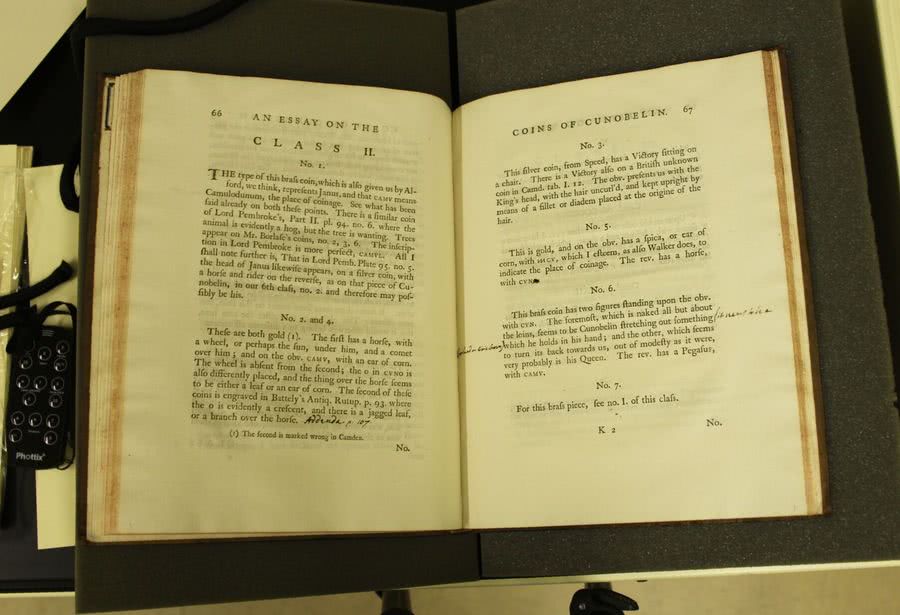 66
AN ESSAY ON THE
CLASS II.
No. 1.
THE type of this brass coin, which is also given us by Al-
ford, we think, represents Janus, and that CAMV means
Camulodunum, the place of coinage. See what has been
said already on both these points. There is a similar coin
of Lord Pembroke's, Part II. pl. 94. no. 6. where the
animal is evidently a hog, but the tree is wanting. Trees
appear on Mr. Borlase's coins, no. 2, 3, 6. The inscrip-
tion in Lord Pembroke is more perfect, CAMVL. All I
shall note further is, That in Lord Pemb. Plate 95. no. 5.
the head of Janus likewise appears, on a silver coin, with
a horse and rider on the reverse, as on that piece of Cu-
nobelin, in our 6th class, no. 2. and therefore may pos-
sibly be his.
No. 2. and 4.
These are both gold (1). The first has a horse, with
a wheel, or perhaps the sun, under him, and a comet
over him; and on the obv. CAMV, with an ear of corn.
The wheel is absent from the second; the O in CVNO is
also differently placed, and the thing over the horse seems
to be either a leaf or an ear of corn. The second of these
coins is engraved in Battely's Antiq. Rutup. p. 93. where
the O is evidently a crescent, and there is a jagged leaf,
or a branch over the horse. Addenda p. 107
(1) The second is marked wrong in Camden.
No.
COINS OF CUNOBELIN. 67
No. 3.
This silver coin, from Speed, has a Victory sitting on
a chair. There is a Victory also on a British unknown
coin in Camd. tab. I. 12. The obv. presents us with the
King's head, with the hair uncurl'd, and kept upright by
means of a fillet or diadem placed at the origine of the
hair.
No. 5.
This is gold, and on the obv. has a spica, or ear of
corn, with which I esteem, as also Walker does, to
indicate the place of coinage. The rev. has a horse,
with CVN
No. 6.
This brass coin has two figures standing upon the obv.
with CVN. The foremost, which is naked all but about
the leins, seems to be Cunobelin stretching out something
which he holds in his hand; and the other, which seems
to turn its back towards us, out of modesty as it were,
very probably is his Queen. The rev. has a Pegasus,
with CAMV.
No. 7.
For this brass piece, see no. 1. of this class.
K 2
No.
Phottix